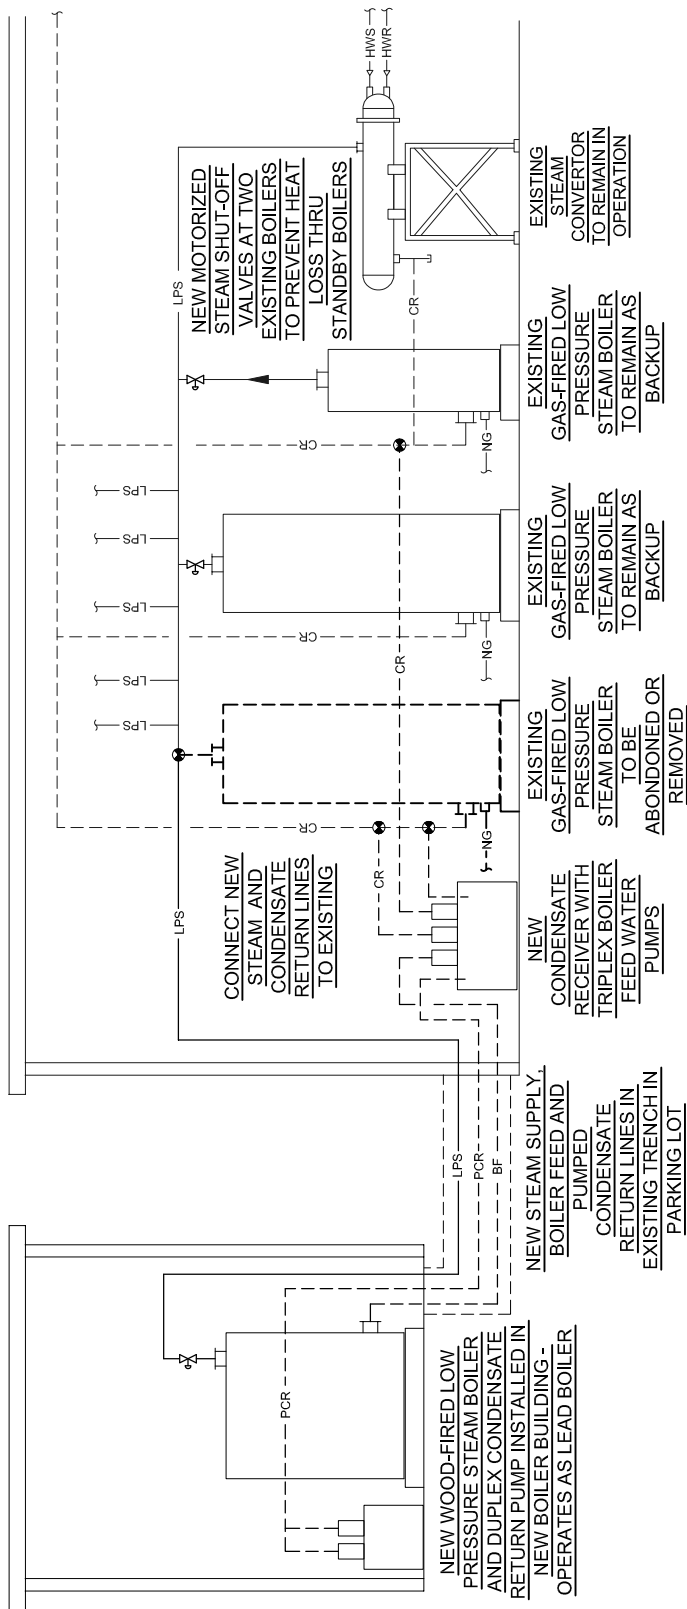 NEW WOOD-FIRED LOW
PRESSURE STEAM BOILER
AND DUPLEX CONDENSATE
RETURN PUMP INSTALLED IN
NEW BOILER BUILDING -
OPERATES AS LEAD BOILER
PCR
NEW STEAM SUPPLY,
BOILER FEED AND
PUMPED
CONDENSATE
RETURN LINES IN
EXISTING TRENCH IN
PARKING LOT
LPS
PCR
BF
CONNECT NEW
STEAM AND
CONDENSATE
RETURN LINES
TO EXISTING
LPS
NEW
CONDENSATE
RECEIVER WITH
TRIPLEX BOILER
FEED WATER
PUMPS
CR
CR
NG
EXISTING
GAS-FIRED LOW
PRESSURE
STEAM BOILER
TO BE
ABONDONED OR
REMOVED
LPS
LPS
LPS
LPS
LPS
CR
CR
NG
EXISTING
GAS-FIRED LOW
PRESSURE
STEAM BOILER
TO REMAIN AS
BACKUP
CR
NG
EXISTING
GAS-FIRED LOW
PRESSURE
STEAM BOILER
TO REMAIN AS
BACKUP
LPS
NEW MOTORIZED
STEAM SHUT-OFF
VALVES AT TWO
EXISTING BOILERS
TO PREVENT HEAT
LOSS THRU
STANDBY BOILERS
CR
HWS
HWR
EXISTING
STEAM
CONVERTOR
TO REMAIN IN
OPERATION